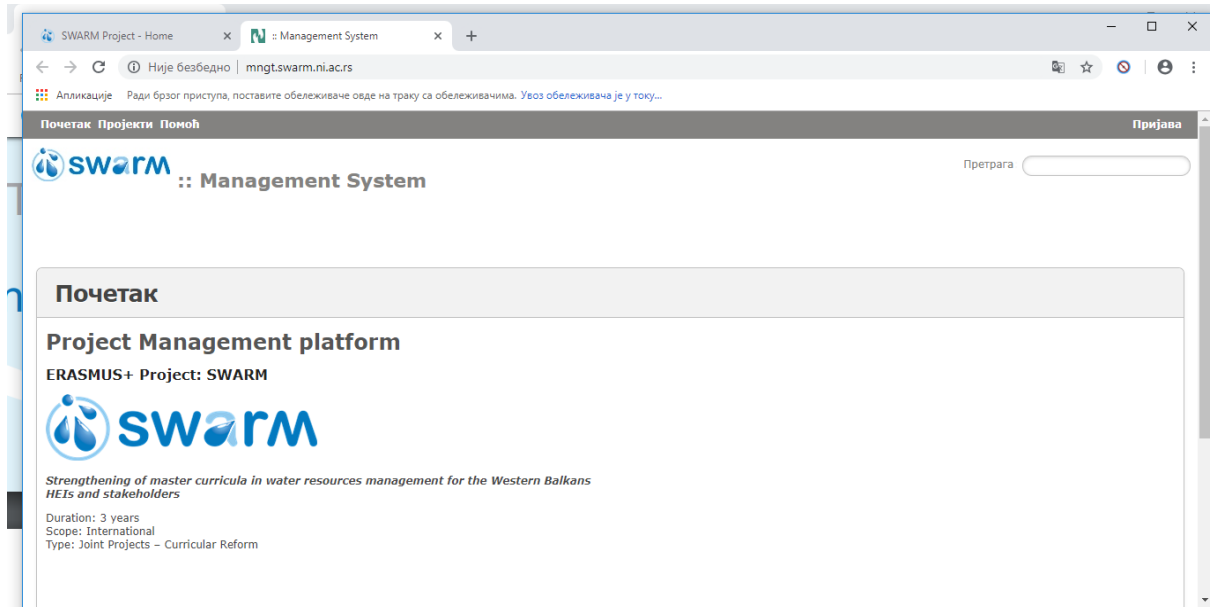 SWARM Project - Home
:: Management System
Није безбедно | mngt.swarm.ni.ac.rs
Апликације Ради брзог приступа, поставите обележиваче овде на траку са обележивачима. Увоз обележивача је у току...
Почетак Пројекти Помоћ Пријава
swarm :: Management System
Претрага
Почетак
Project Management platform
ERASMUS+ Project: SWARM
swarm
Strengthening of master curricula in water resources management for the Western Balkans
HEIs and stakeholders
Duration: 3 years
Scope: International
Type: Joint Projects – Curricular Reform